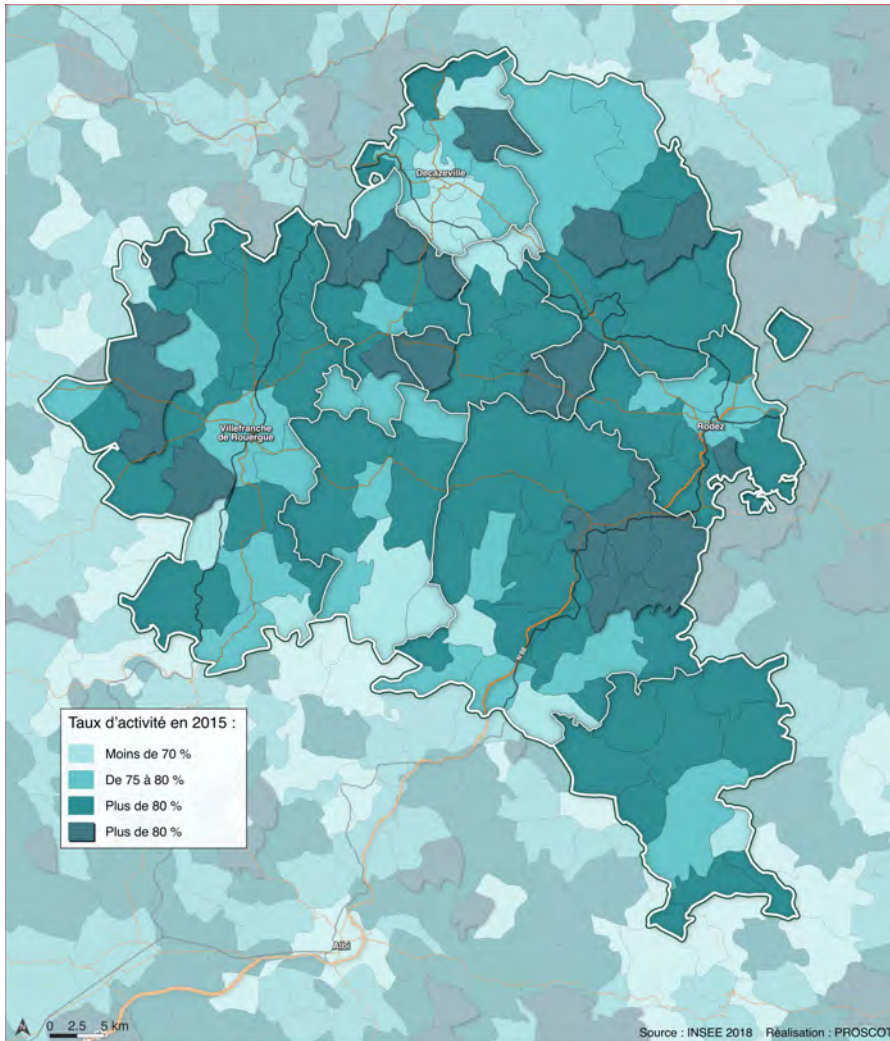 Decazeville
Villefranche
de Rouergue
Rodez
N 88
Taux d'activité en 2015 :
Moins de 70 %
De 75 à 80 %
Plus de 80 %
Plus de 80 %
Albi
0 2.5 5 km
Source : INSEE 2018 Réalisation : PROSCOT